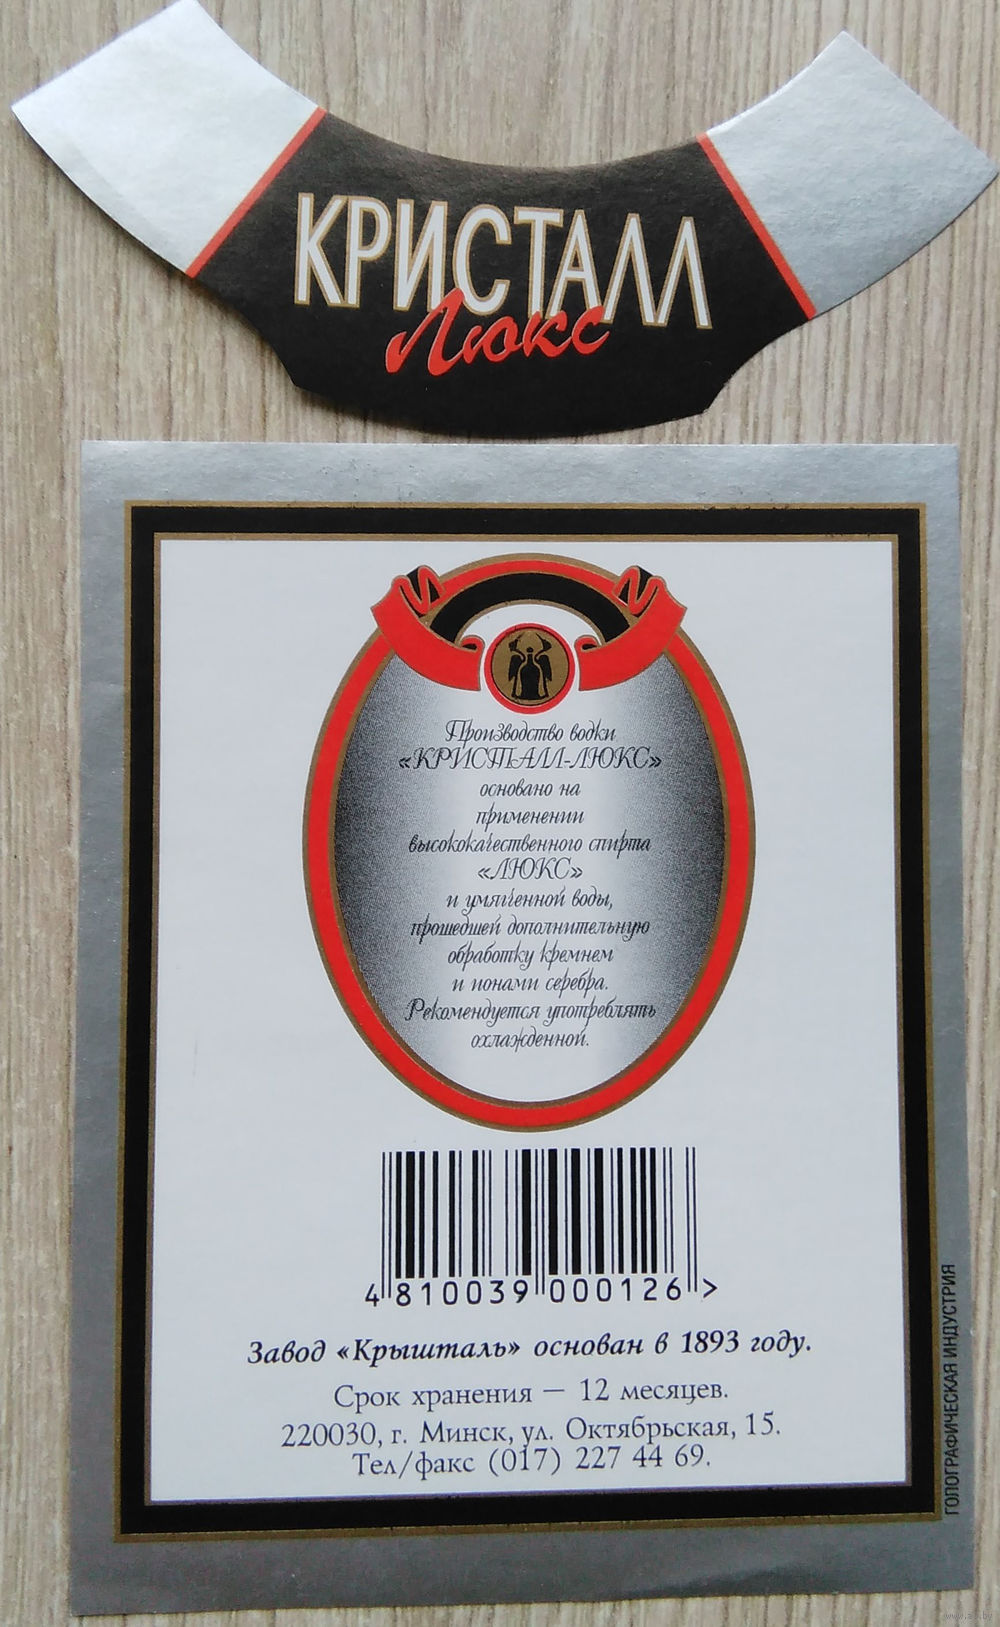 КРИСТАЛЛ
Люкс
Производство водки
«КРИСТАЛЛ-ЛЮКС»
основано на
применении
высококачественного спирта
«ЛЮКС»
и умягченной воды,
прошедшей дополнительную
обработку кремнем
и ионами серебра.
Рекомендуется употреблять
охлажденной.
4 810039 000126 >
Завод «Крышталь» основан в 1893 году.
Срок хранения — 12 месяцев.
220030, г. Минск, ул. Октябрьская, 15.
Тел/факс (017) 227 44 69.
ГОЛОГРАФИЧЕСКАЯ ИНДУСТРИЯ